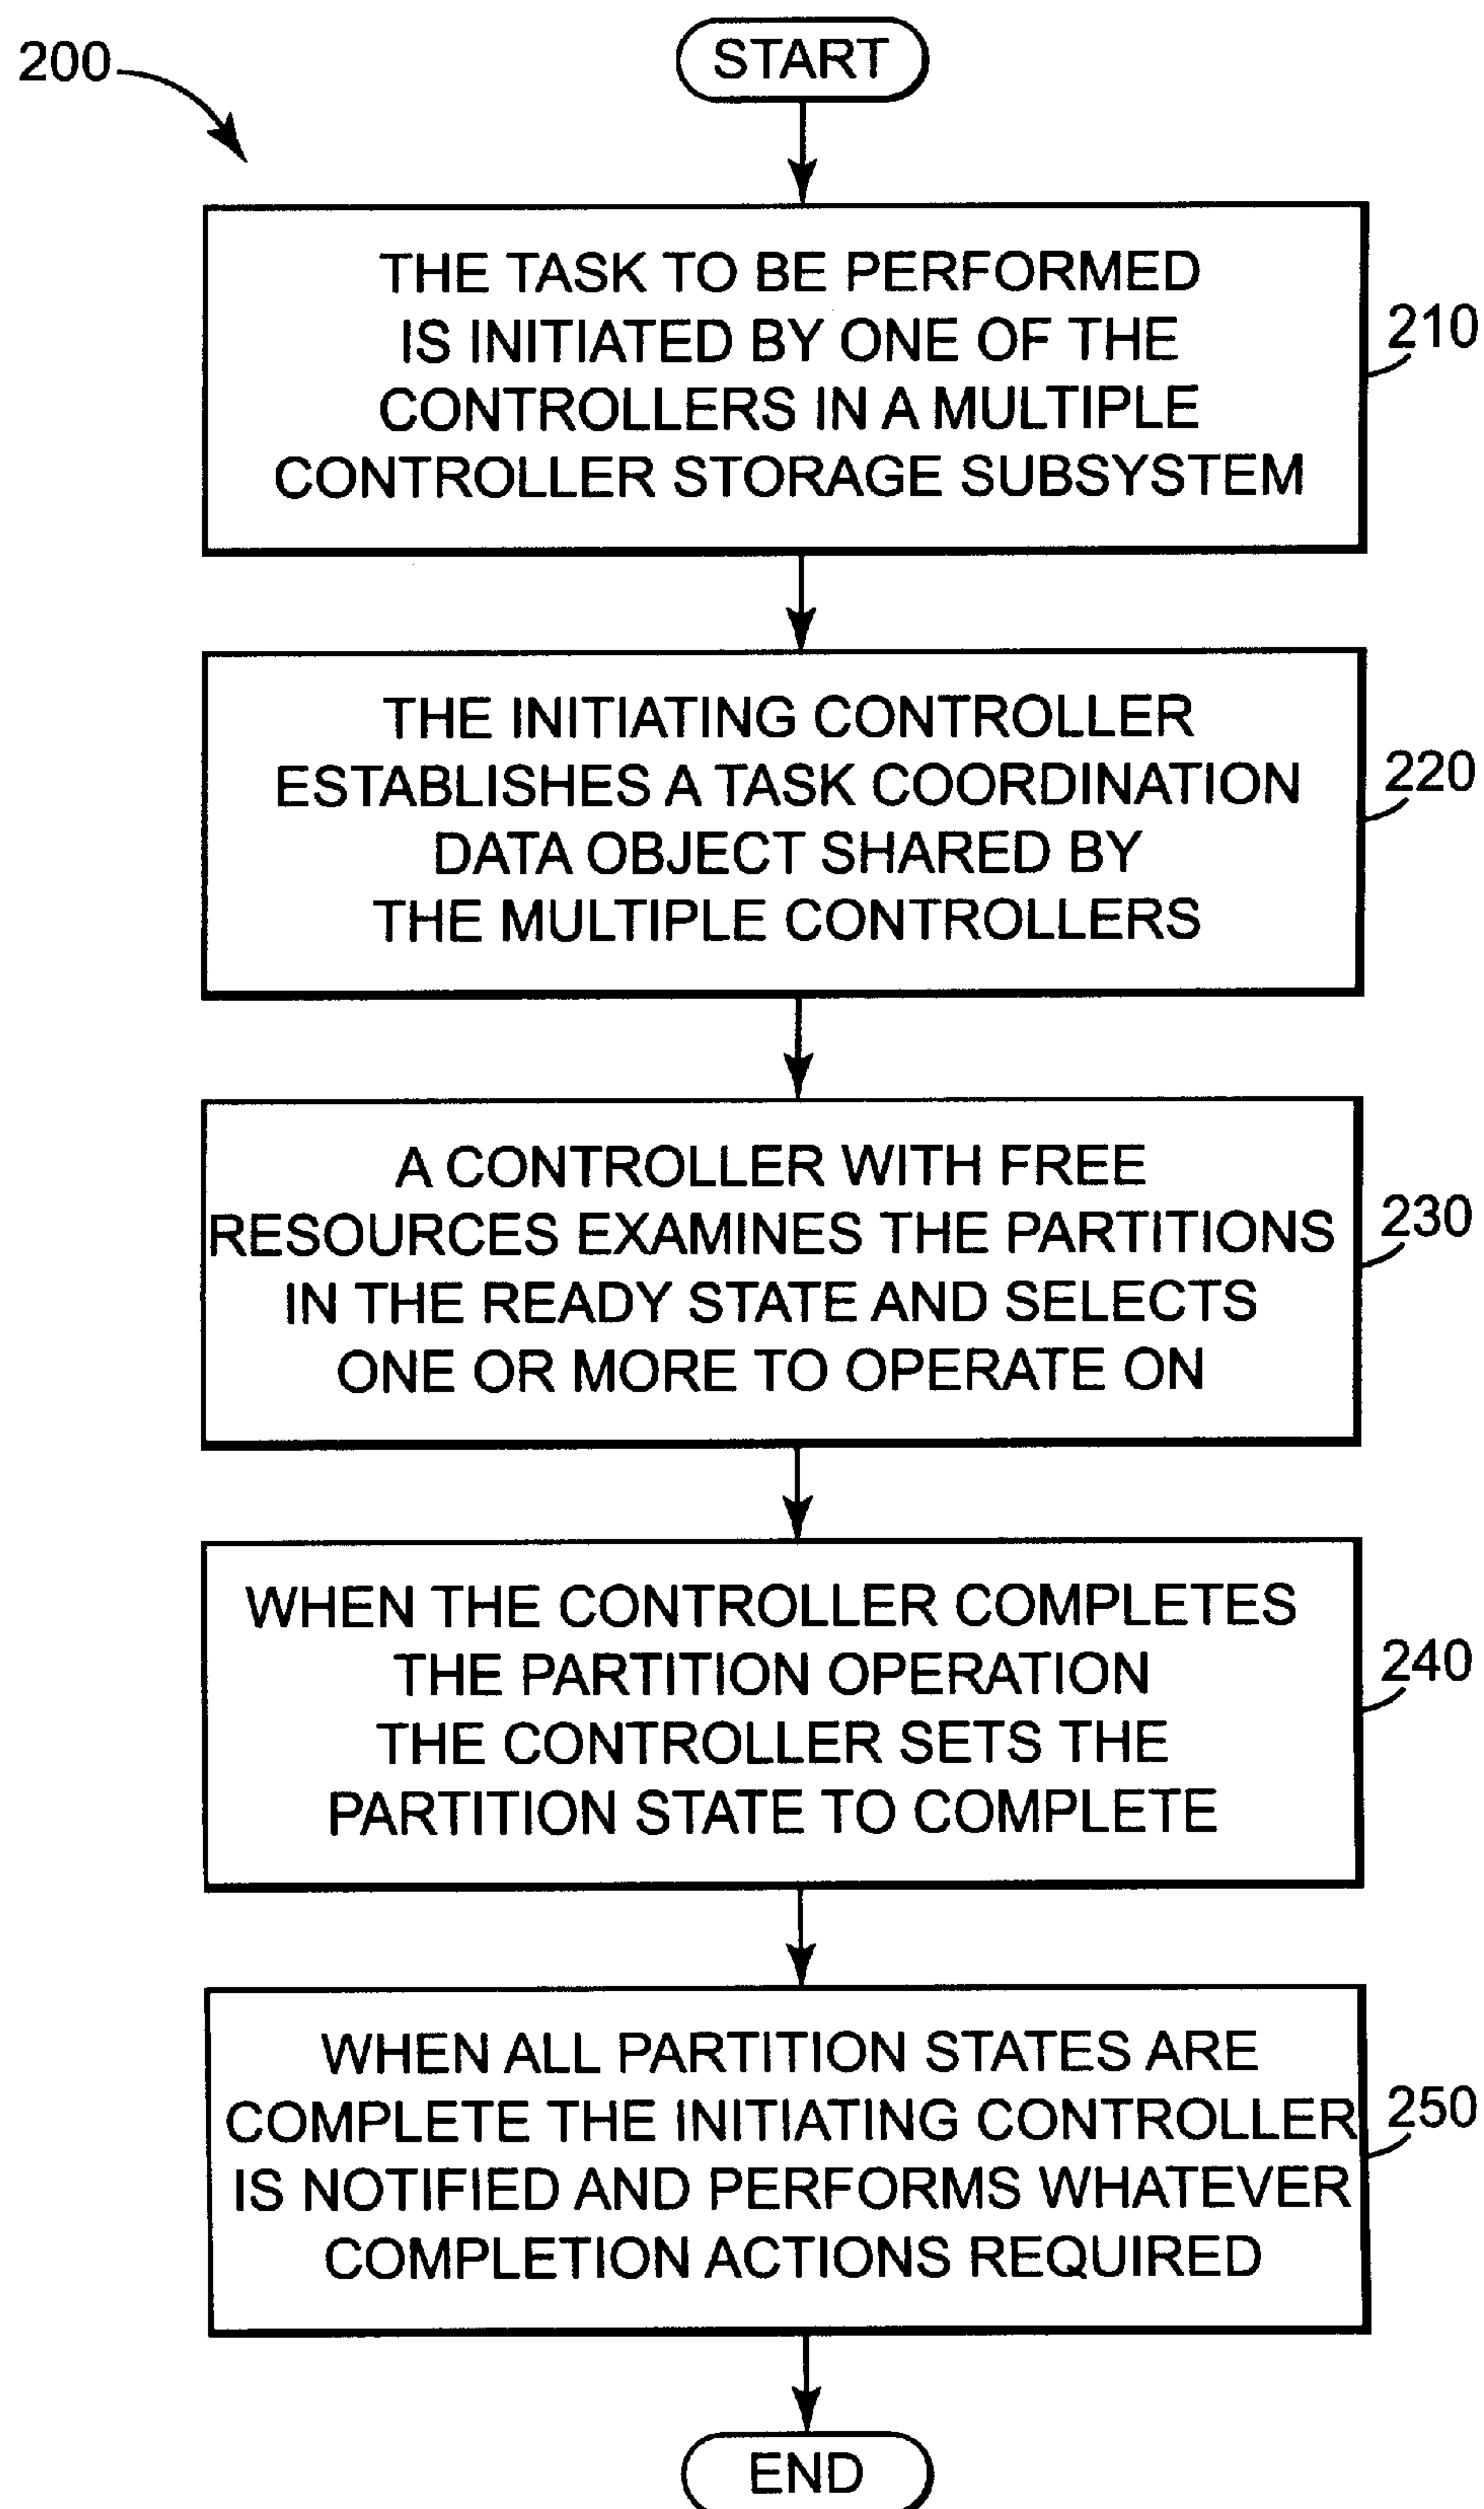 200
START
THE TASK TO BE PERFORMED
IS INITIATED BY ONE OF THE
CONTROLLERS IN A MULTIPLE
CONTROLLER STORAGE SUBSYSTEM
210
THE INITIATING CONTROLLER
ESTABLISHES A TASK COORDINATION
DATA OBJECT SHARED BY
THE MULTIPLE CONTROLLERS
220
A CONTROLLER WITH FREE
RESOURCES EXAMINES THE PARTITIONS
IN THE READY STATE AND SELECTS
ONE OR MORE TO OPERATE ON
230
WHEN THE CONTROLLER COMPLETES
THE PARTITION OPERATION
THE CONTROLLER SETS THE
PARTITION STATE TO COMPLETE
240
WHEN ALL PARTITION STATES ARE
COMPLETE THE INITIATING CONTROLLER
IS NOTIFIED AND PERFORMS WHATEVER
COMPLETION ACTIONS REQUIRED
250
END